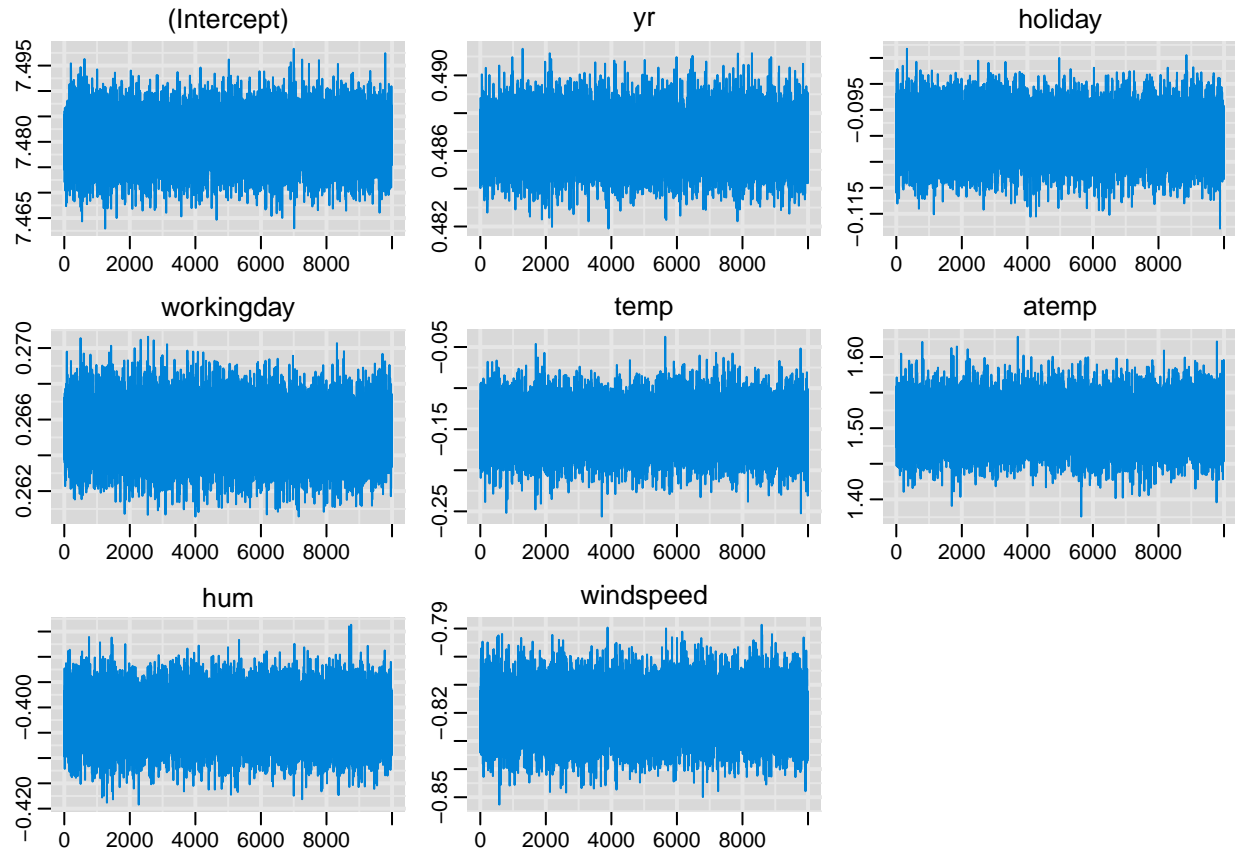 (Intercept)
7.465 7.480 7.495
0 2000 4000 6000 8000
yr
0.482 0.486 0.490
0 2000 4000 6000 8000
holiday
−0.115 −0.115 −0.095
0 2000 4000 6000 8000
workingday
0.262 0.266 0.270
0 2000 4000 6000 8000
temp
−0.25 −0.15 −0.05
0 2000 4000 6000 8000
atemp
1.40 1.50 1.60
0 2000 4000 6000 8000
hum
−0.420 −0.400
0 2000 4000 6000 8000
windspeed
−0.85 −0.82 −0.79
0 2000 4000 6000 8000